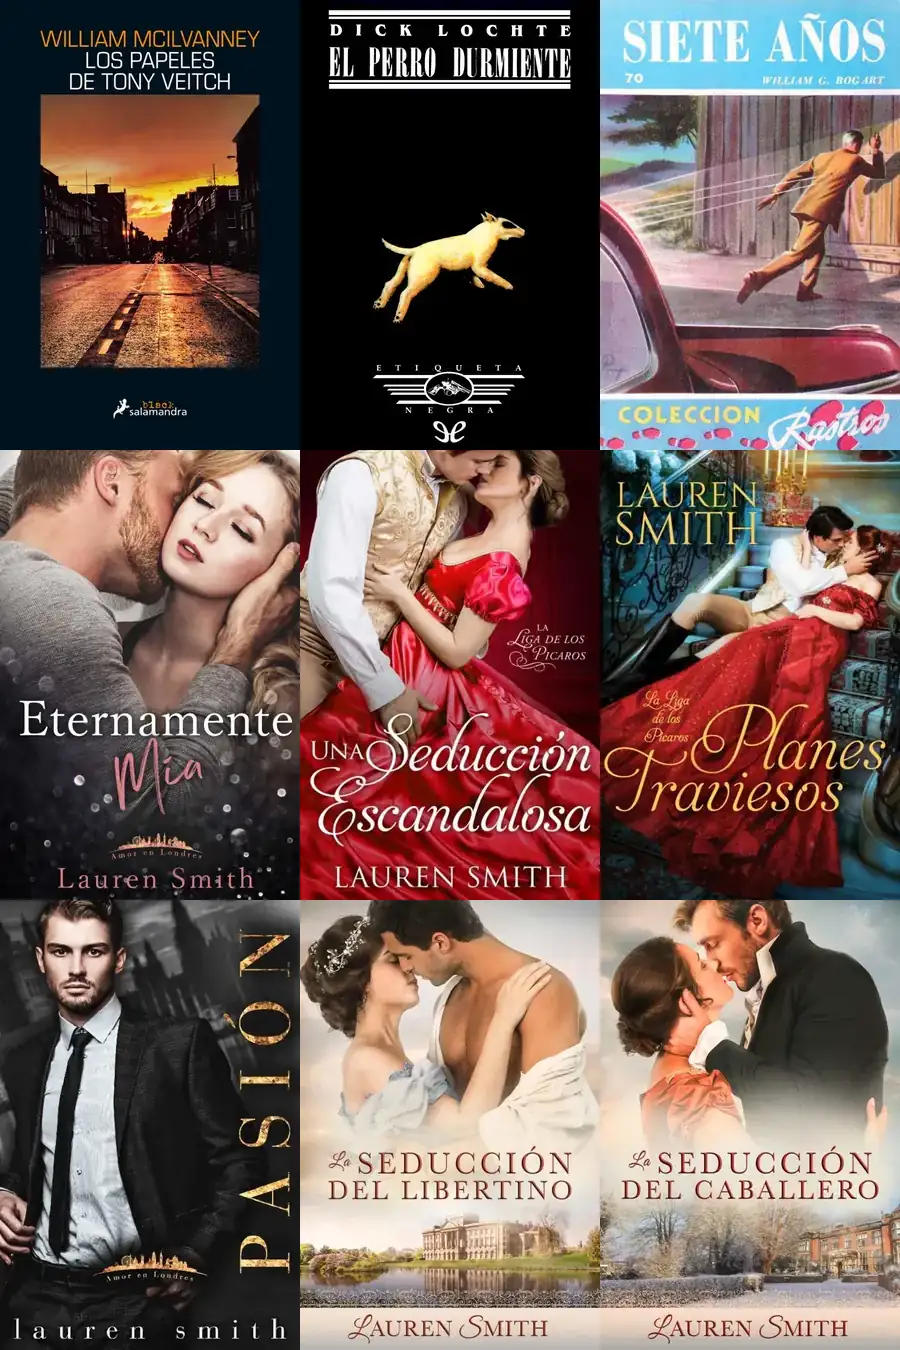 WILLIAM MCILVANNEY
LOS PAPELES
DE TONY VEITCH
black
salamandra
DICK LOCHTE
EL PERRO DURMIENTE
ETIQUETA
NEGRA
SIETE AÑOS
70
WILLIAM G. BOGART
COLECCION
Rastros
Eternamente
Mía
Amor en Londres
Lauren Smith
LA
LIGA DE LOS
PICAROS
UNA Seducción
Escandalosa
LAUREN SMITH
LAUREN
SMITH
La Liga
de los
Picaros
Planes
Traviesos
PASIÓN
Amor en Londres
lauren smith
La SEDUCCIÓN
DEL LIBERTINO
LAUREN SMITH
La SEDUCCIÓN
DEL CABALLERO
LAUREN SMITH